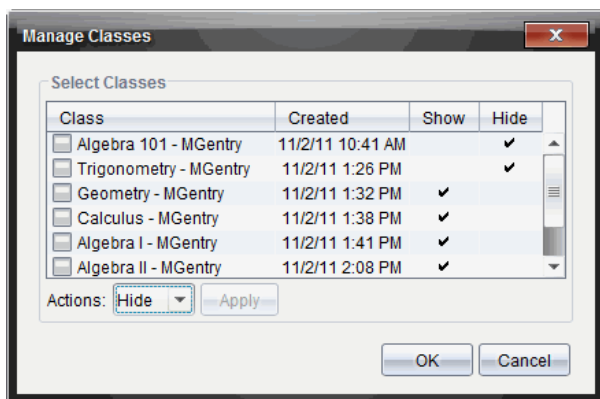 Manage Classes
Select Classes
Class Created Show Hide
Algebra 101 - MGentry 11/2/11 10:41 AM ✔
Trigonometry - MGentry 11/2/11 1:26 PM ✔
Geometry - MGentry 11/2/11 1:32 PM ✔
Calculus - MGentry 11/2/11 1:38 PM ✔
Algebra I - MGentry 11/2/11 1:41 PM ✔
Algebra II - MGentry 11/2/11 2:08 PM ✔
Actions: Hide Apply
OK Cancel